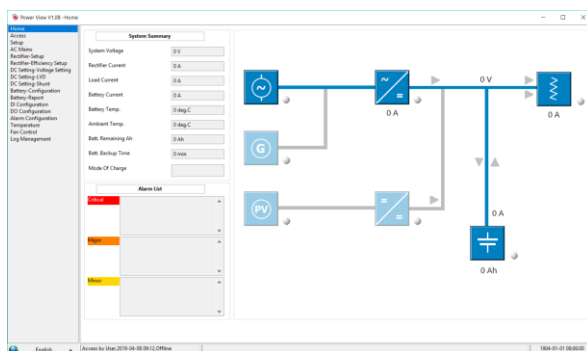 Power View V1.0B -Home
Home
Access
Setup
AC Mains
Rectifier-Setup
Rectifier-Efficiency Setup
DC Setting-Voltage Setting
DC Setting-LVD
DC Setting-Shunt
Battery-Configuration
Battery-Report
DI Configuration
DO Configuration
Alarm Configuration
Temperature
Fan Control
Log Management
System Summary
System Voltage 0 V
Rectifier Current 0 A
Load Current 0 A
Battery Current 0 A
Battery Temp. 0 deg.C
Ambient Temp. 0 deg.C
Batt. Remaining Ah 0 Ah
Batt. Backup Time 0 min
Mode Of Charge
Alarm List
Critical
Major
Minor
0 V
0 A
0 A
G
PV
0 A
0 Ah
English
Access by User,2019-04-08 09:12,Offline
1904-01-01 08:00:00